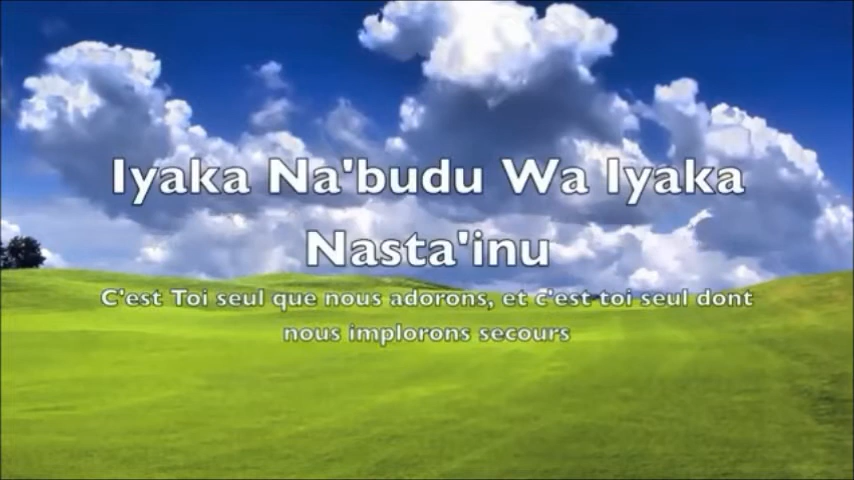 Iyaka Na'budu Wa Iyaka
Nasta'inu
C'est Toi seul que nous adorons, et c'est toi seul dont
nous implorons secours